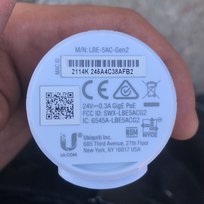 M/N: LBE-5AC-Gen2
2114K 245A4C38AFB2
24V⎓0.3A GigE PoE
FCC ID: SWX-LBE5ACG2
IC: 6545A-LBE5ACG2
U
UI.COM
Ubiquiti Inc.
685 Third Avenue, 27th Floor
New York, NY 10017 USA
NYCE